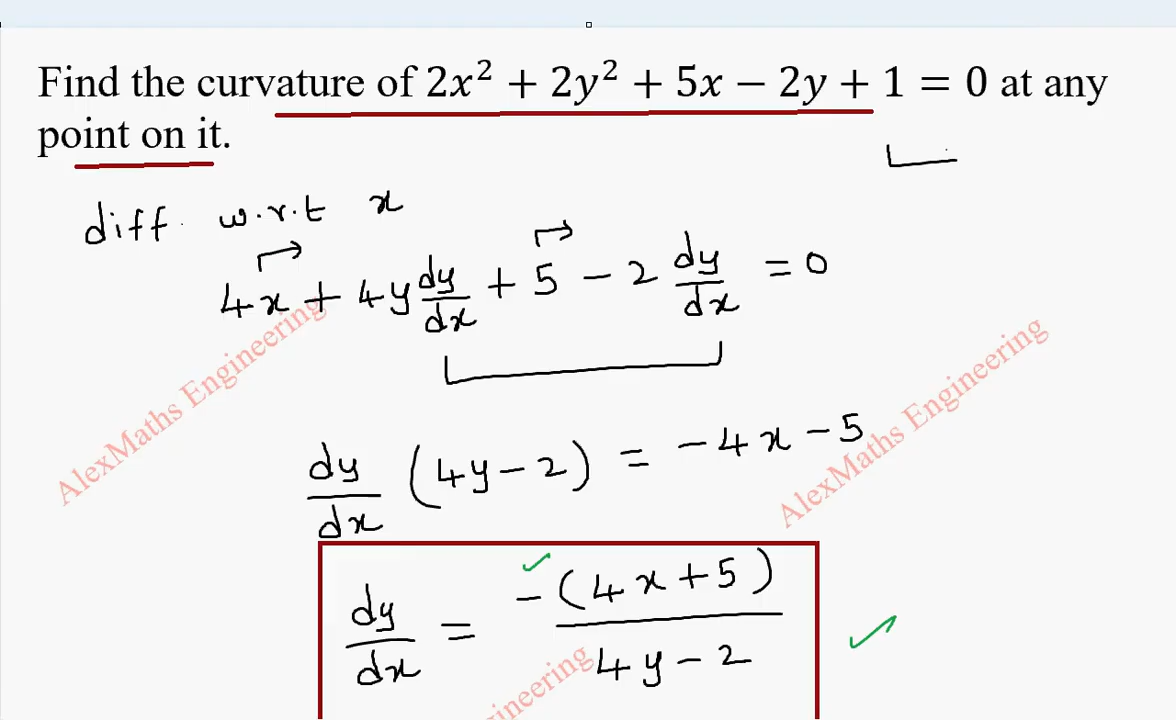 Find the curvature of 2x² + 2y² + 5x − 2y + 1 = 0 at any
point on it.
diff. w.r.t x
4x + 4y dy/dx + 5 − 2 dy/dx = 0
dy/dx (4y − 2) = −4x − 5
dy/dx = −(4x + 5)/4y − 2
AlexMaths Engineering
AlexMaths Engineering
neering